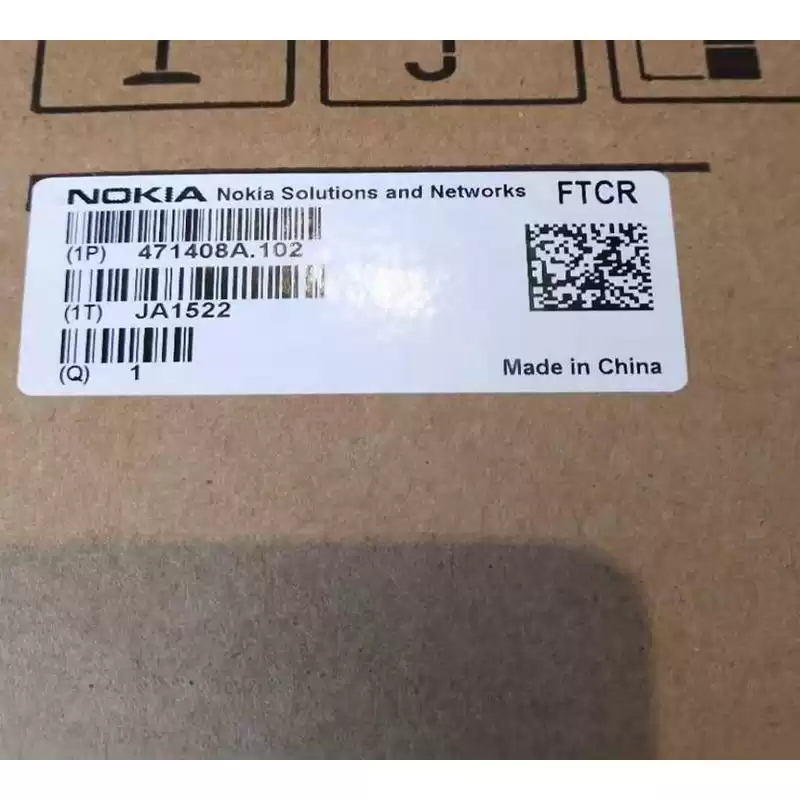 NOKIA Nokia Solutions and Networks FTCR
(1P) 471408A.102
(1T) JA1522
(Q) 1
Made in China